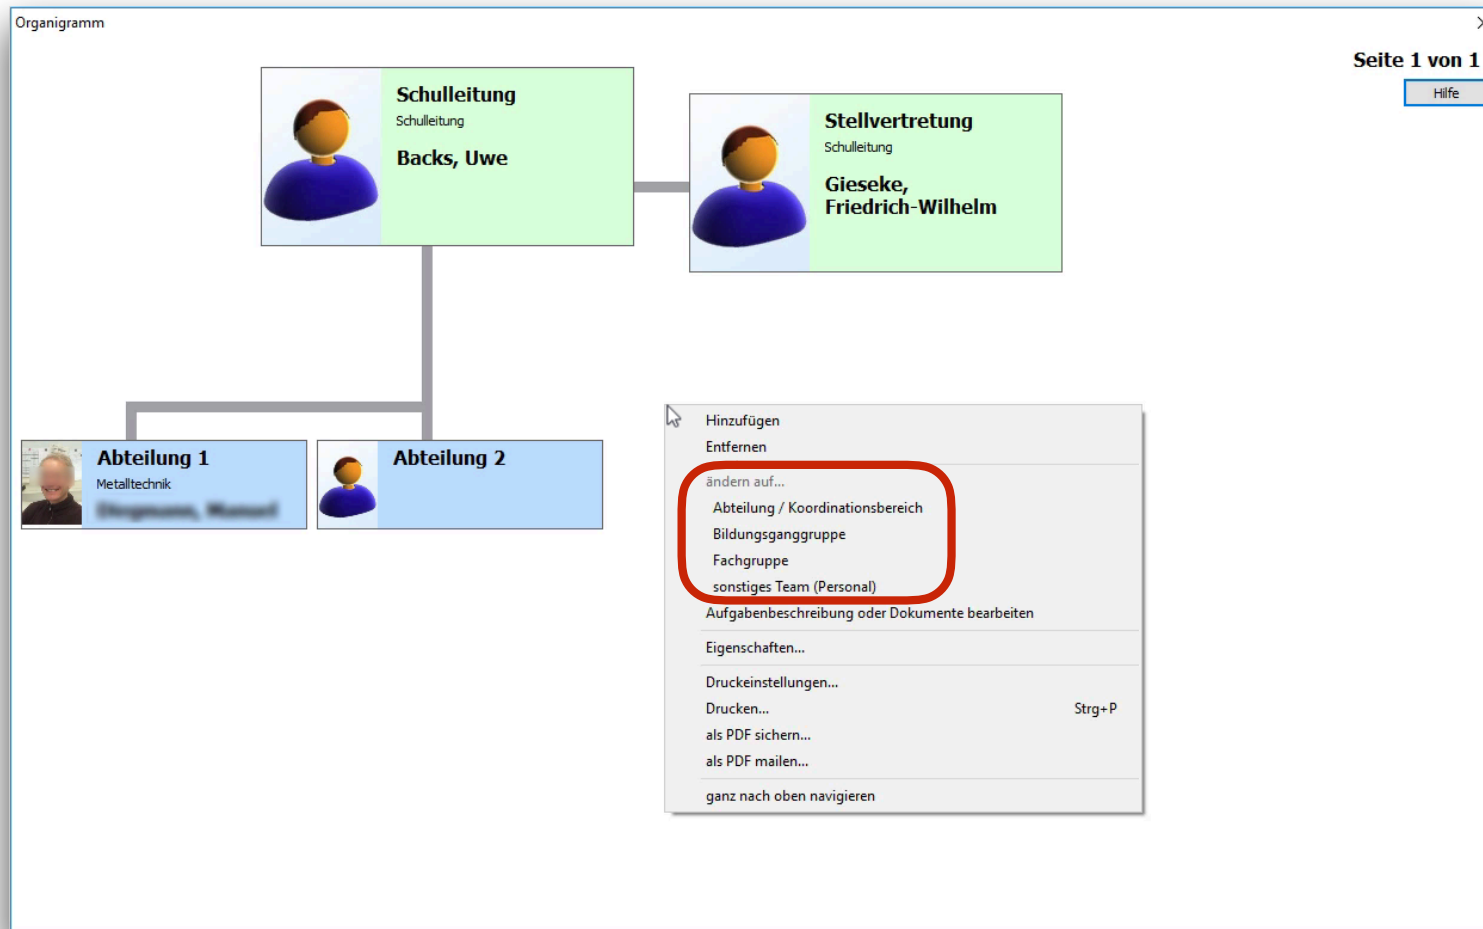 Organigramm
Seite 1 von 1
Hilfe
Schulleitung
Schulleitung
Backs, Uwe
Stellvertretung
Schulleitung
Gieseke,
Friedrich-Wilhelm
Abteilung 1
Metalltechnik
Abteilung 2
Hinzufügen
Entfernen
ändern auf...
Abteilung / Koordinationsbereich
Bildungsganggruppe
Fachgruppe
sonstiges Team (Personal)
Aufgabenbeschreibung oder Dokumente bearbeiten
Eigenschaften...
Druckeinstellungen...
Drucken... Strg+P
als PDF sichern...
als PDF mailen...
ganz nach oben navigieren